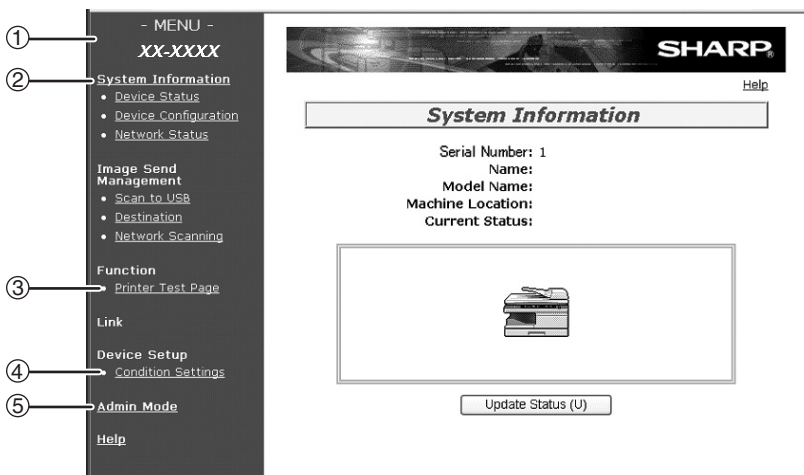 ①
- MENU -
XX-XXXX
② System Information
• Device Status
• Device Configuration
• Network Status
Image Send
Management
• Scan to USB
• Destination
• Network Scanning
Function
③ • Printer Test Page
Link
Device Setup
④ • Condition Settings
⑤ Admin Mode
Help
SHARP®
Help
System Information
Serial Number: 1
Name:
Model Name:
Machine Location:
Current Status:
Update Status (U)